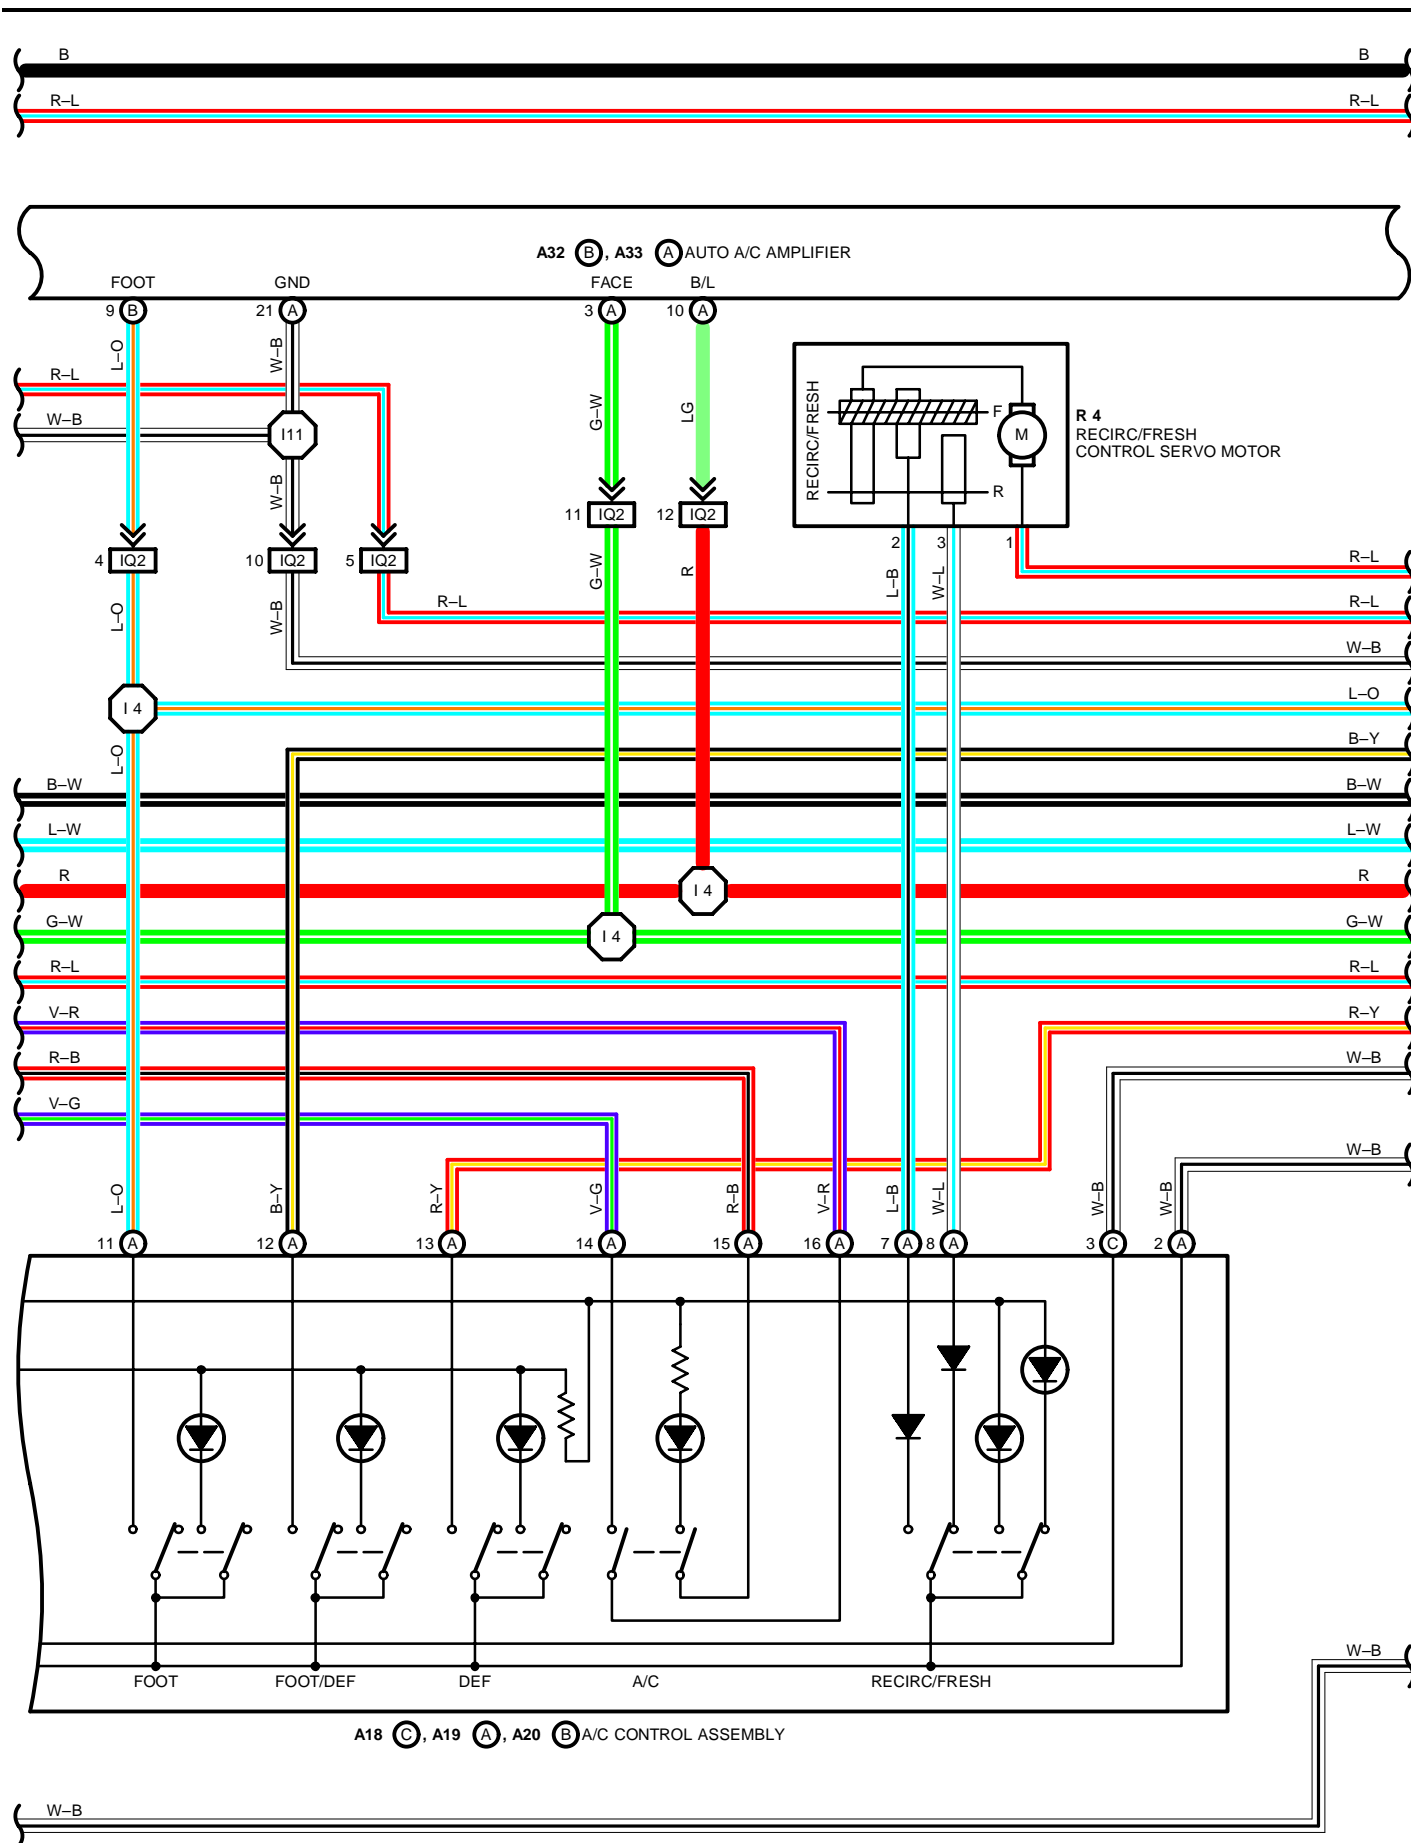 B B
R–L R–L
A32 B , A33 A AUTO A/C AMPLIFIER
FOOT GND FACE B/L
9 B 21 A 3 A 10 A
L–O W–B
R–L
W–B
I11
G–W LG
RECIRC/FRESH
F
M
R
R 4
RECIRC/FRESH
CONTROL SERVO MOTOR
W–B
11 IQ2 12 IQ2
2 3 1
4 IQ2 10 IQ2 5 IQ2
G–W R L–B W–L
R–L
L–O W–B R–L R–L
W–B
I 4 L–O
L–O B–Y
B–W B–W
L–W L–W
R I 4 R
G–W I 4 G–W
R–L R–L
V–R R–Y
R–B W–B
V–G
W–B
L–O B–Y R–Y V–G R–B V–R L–B W–L W–B W–B
11 A 12 A 13 A 14 A 15 A 16 A 7 A 8 A 3 C 2 A
W–B
FOOT FOOT/DEF DEF A/C RECIRC/FRESH
A18 C , A19 A , A20 B A/C CONTROL ASSEMBLY
W–B